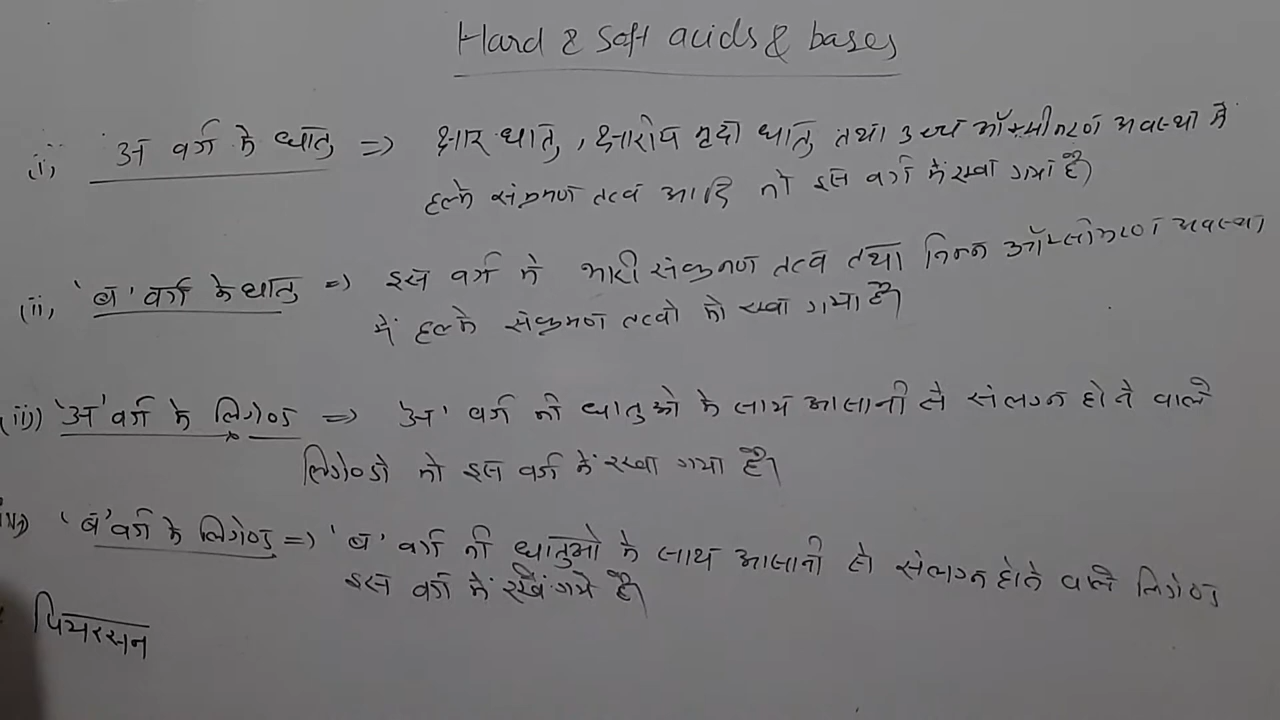 Hard & Soft acids & bases
(i) अ वर्ग के धातु => क्षार धातु, क्षारीय मृदा धातु तथा उच्च ऑक्सीकरण अवस्था में
हल्के संक्रमण तत्व आदि को इस वर्ग में रखा गया है।
(ii) 'ब' वर्ग के धातु => इस वर्ग में भारी संक्रमण तत्व तथा निम्न ऑक्सीकरण अवस्था
में हल्के संक्रमण तत्वों को रखा गया है।
(iii) 'अ' वर्ग के लिगेण्ड => 'अ' वर्ग की धातुओं के साथ आसानी से संलग्न होने वाले
लिगेण्डों को इस वर्ग में रखा गया है।
(iv) 'ब' वर्ग के लिगेण्ड => 'ब' वर्ग की धातुओं के साथ आसानी से संलग्न होने वाले लिगेण्ड
इस वर्ग में रखें गये है।
पियरसन